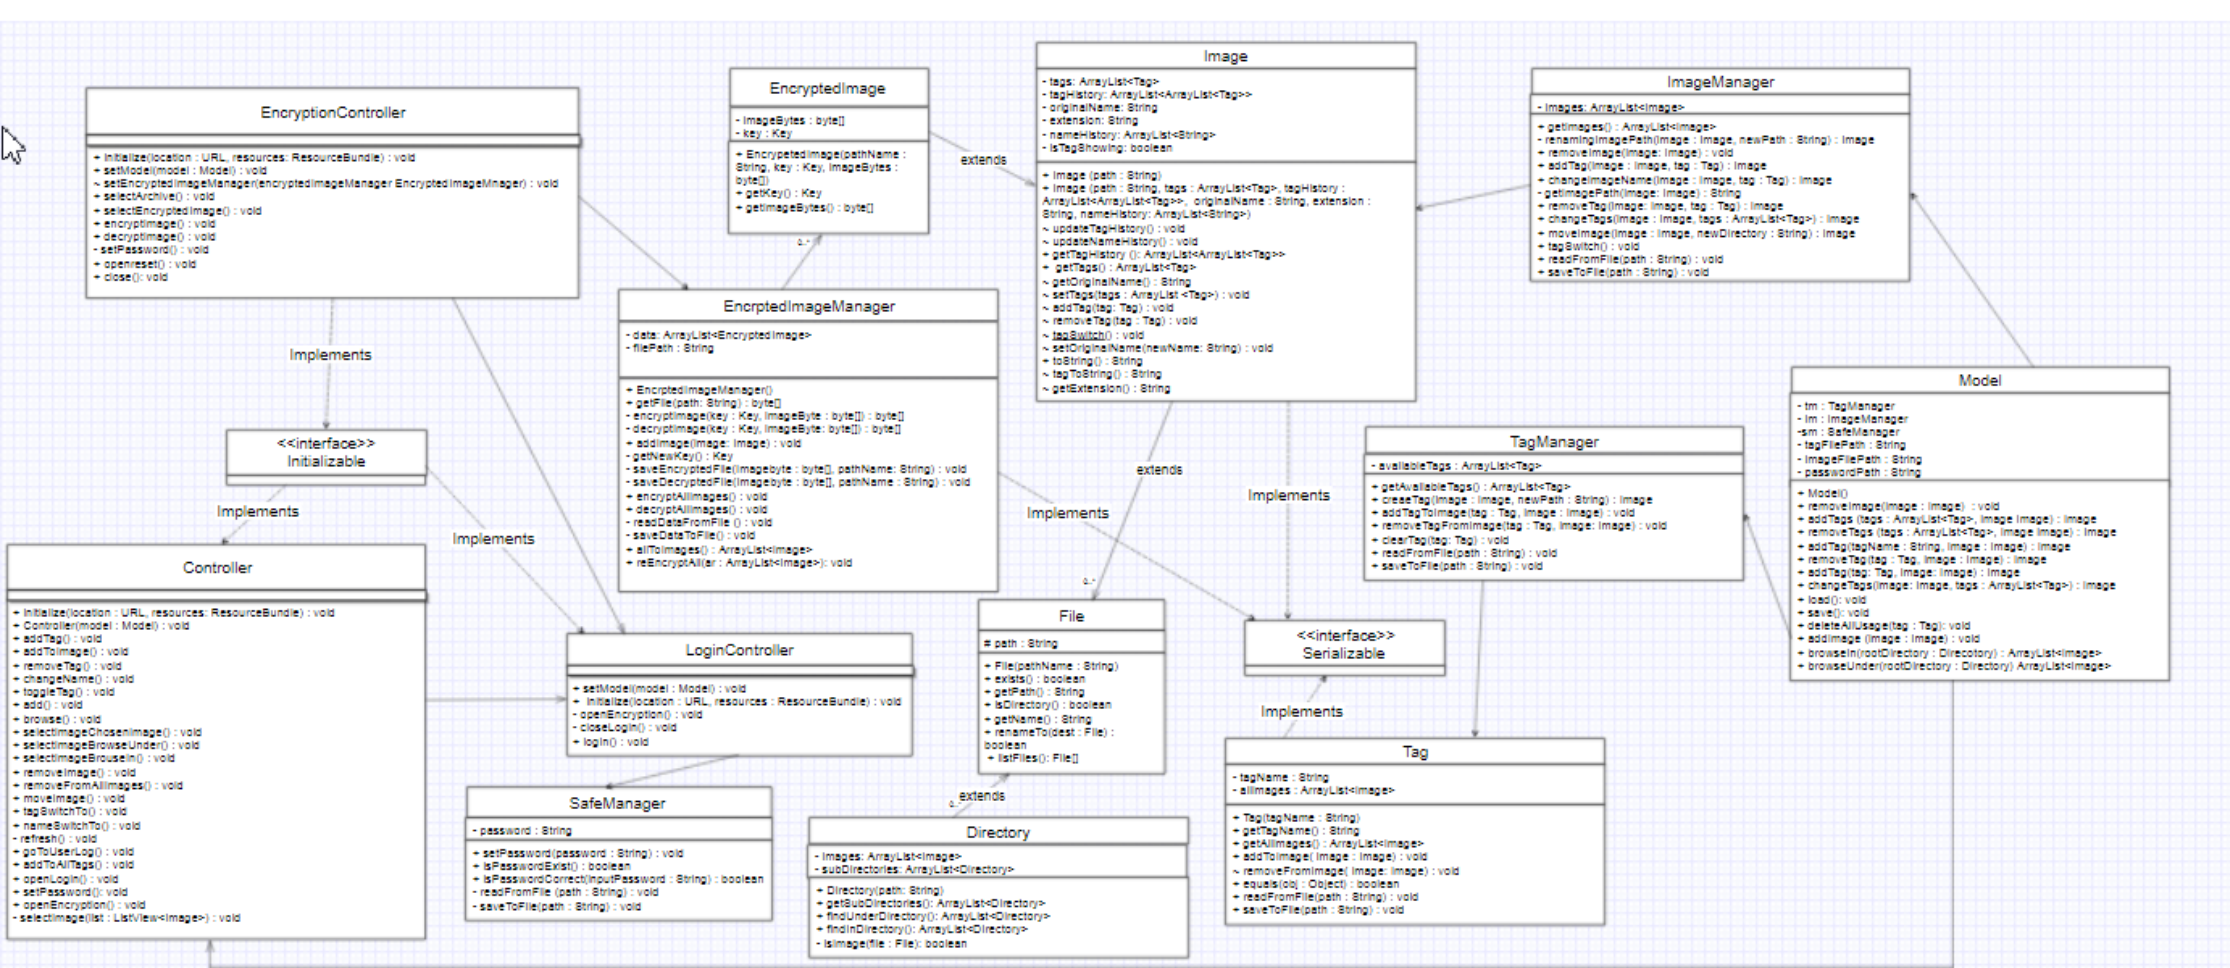 EncryptionController
+ initialize(location : URL, resources: ResourceBundle) : void
+ setModel(model : Model) : void
~ setEncryptedImageManager(encryptedImageManager EncryptedImageMnager) : void
+ selectArchive() : void
+ selectEncryptedImage() : void
+ encryptImage() : void
+ decryptImage() : void
- setPassword() : void
+ openreset() : void
+ close(): void
EncryptedImage
- imageBytes : byte[]
- key : Key
+ EncrypetedImage(pathName :
String, key : Key, imageBytes :
byte[])
+ getKey() : Key
+ getImageBytes() : byte[]
extends
0..*
Image
- tags: ArrayList<Tag>
- tagHistory: ArrayList<ArrayList<Tag>>
- originalName: String
- extension: String
- nameHistory: ArrayList<String>
- isTagShowing: boolean
+ Image (path : String)
+ Image (path : String, tags : ArrayList<Tag>, tagHistory :
ArrayList<ArrayList<Tag>>, originalName : String, extension :
String, nameHistory: ArrayList<String>)
~ updateTagHistory() : void
~ updateNameHistory() : void
+ getTagHistory (): ArrayList<ArrayList<Tag>>
+ getTags() : ArrayList<Tag>
~ getOriginalName() : String
~ setTags(tags : ArrayList <Tag>) : void
~ addTag(tag: Tag) : void
~ removeTag(tag : Tag) : void
~ tagSwitch() : void
~ setOriginalName(newName: String) : void
+ toString() : String
~ tagToString() : String
~ getExtension() : String
ImageManager
- images: ArrayList<Image>
+ getImages() : ArrayList<Image>
- renamingImagePath(image : Image, newPath : String) : Image
+ removeImage(image: Image) : void
+ addTag(image : Image, tag : Tag) : Image
+ changeImageName(image : Image, tag : Tag) : Image
- getImagePath(image: Image) : String
+ removeTag(image: Image, tag : Tag) : Image
+ changeTags(image : Image, tags : ArrayList<Tag>) : Image
+ moveImage(image : Image, newDirectory : String) : Image
+ tagSwitch() : void
+ readFromFile(path : String) : void
+ saveToFile(path : String) : void
EncrptedImageManager
- data: ArrayList<EncryptedImage>
- filePath : String
+ EncrptedImageManager()
+ getFile(path: String) : byte[]
- encryptImage(key : Key, imageByte : byte[]) : byte[]
- decryptImage(key : Key, imageByte: byte[]) : byte[]
+ addImage(image: Image) : void
- getNewKey() : Key
- saveEncryptedFile(imagebyte : byte[], pathName: String) : void
- saveDecryptedFile(imagebyte : byte[], pathName : String) : void
+ encryptAllImages() : void
+ decryptAllImages() : void
- readDataFromFile () : void
- saveDataToFile() : void
+ allToImages() : ArrayList<Image>
+ reEncryptAll(ar : ArrayList<Image>): void
Implements
<<interface>>
Initializable
Implements
Implements
Implements
Implements
extends
0..*
Model
- tm : TagManager
- im : ImageManager
-sm : SafeManager
- tagFilePath : String
- imageFilePath : String
- passwordPath : String
+ Model()
+ removeImage(image : Image) : void
+ addTags (tags : ArrayList<Tag>, image Image) : Image
+ removeTags (tags : ArrayList<Tag>, image Image) : Image
+ addTag(tagName : String, image : Image) : Image
+ removeTag(tag : Tag, image : Image) : Image
+ addTag(tag: Tag, image: Image) : Image
+ changeTags(image: Image, tags : ArrayList<Tag>) : Image
+ load(): void
+ save(): void
+ deleteAllUsage(tag : Tag): void
+ addImage (image : Image) : void
+ browseIn(rootDirectory : Direcotory) : ArrayList<Image>
+ browseUnder(rootDirectory : Directory) ArrayList<Image>
TagManager
- availableTags : ArrayList<Tag>
+ getAvailableTags() : ArrayList<Tag>
+ creaeTag(image : Image, newPath : String) : Image
+ addTagToImage(tag : Tag, image : Image) : void
+ removeTagFromImage(tag : Tag, image: Image) : void
+ clearTag(tag: Tag) : void
+ readFromFile(path : String) : void
+ saveToFile(path : String) : void
Controller
+ initialize(location : URL, resources: ResourceBundle) : void
+ Controller(model : Model) : void
+ addTag() : void
+ addToImage() : void
+ removeTag() : void
+ changeName() : void
+ toggleTag() : void
+ add() : void
+ browse() : void
+ selectImageChosenImage() : void
+ selectImageBrowseUnder() : void
+ selectImageBrouseIn() : void
+ removeImage() : void
+ removeFromAllImages() : void
+ moveImage() : void
+ tagSwitchTo() : void
+ nameSwitchTo() : void
- refresh() : void
+ goToUserLog() : void
+ addToAllTags() : void
+ openLogin() : void
+ setPassword(): void
+ openEncryption() : void
- selectImage(list : ListView<Image>) : void
LoginController
+ setModel(model : Model) : void
+ initialize(location : URL, resources : ResourceBundle) : void
- openEncryption() : void
- closeLogin() : void
+ login() : void
SafeManager
- password : String
+ setPassword(password : String) : void
+ isPasswordExist() : boolean
+ isPasswordCorrect(inputPassword : String) : boolean
- readFromFile (path : String) : void
- saveToFile(path : String) : void
File
# path : String
+ File(pathName : String)
+ exists() : boolean
+ getPath() : String
+ isDirectory() : boolean
+ getName() : String
+ renameTo(dest : File) :
boolean
+ listFiles(): File[]
extends
0..*
Directory
- images: ArrayList<Image>
- subDirectories: ArrayList<Directory>
+ Directory(path: String)
+ getSubDirectories(): ArrayList<Directory>
+ findUnderDirectory(): ArrayList<Directory>
+ findInDirectory(): ArrayList<Directory>
- isImage(file : File): boolean
<<interface>>
Serializable
Implements
Tag
- tagName : String
- allImages : ArrayList<Image>
+ Tag(tagName : String)
+ getTagName() : String
+ getAllImages() : ArrayList<Image>
+ addToImage( image : Image) : void
~ removeFromImage( image: Image) : void
+ equals(obj : Object) : boolean
+ readFromFile(path : String) : void
+ saveToFile(path : String) : void